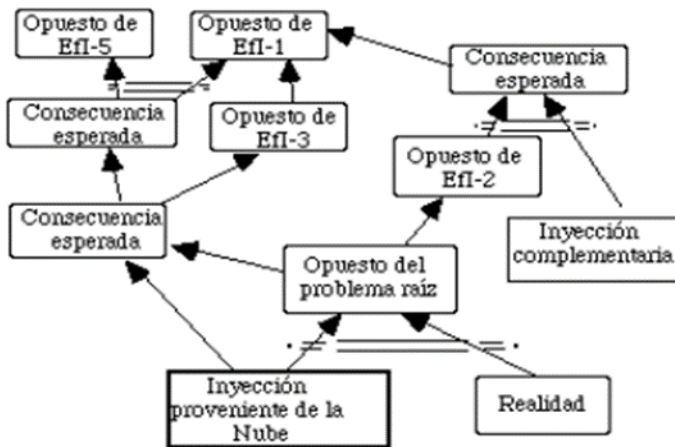 Opuesto de
EfI-5
Opuesto de
EfI-1
Consecuencia
esperada
Consecuencia
esperada
Opuesto de
EfI-3
Opuesto de
EfI-2
Consecuencia
esperada
Inyección
complementaria
Opuesto del
problema raíz
Inyección
proveniente de la
Nube
Realidad